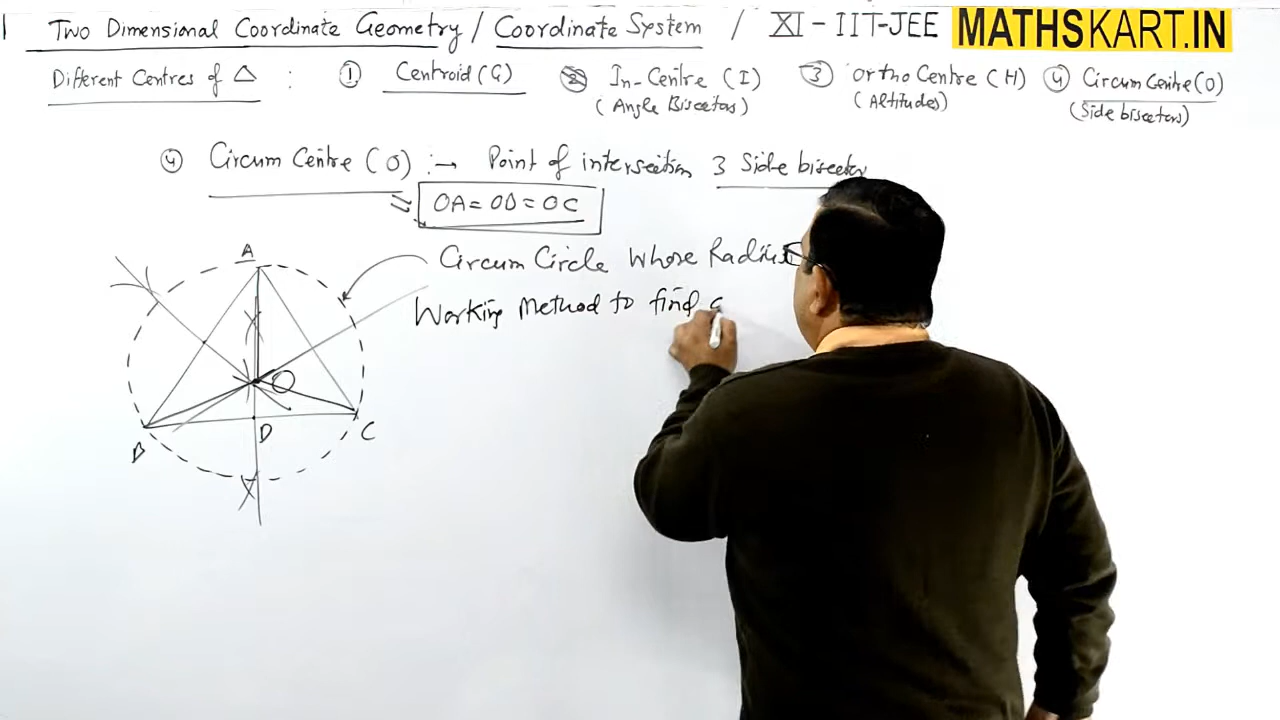 Two Dimensional Coordinate Geometry / Coordinate System / XI - IIT-JEE MATHSKART.IN
Different Centres of Δ : ① Centroid (G) ② In-Centre (I) ③ Ortho Centre (H) ④ Circum Centre (O)
(Angle Bisectors) (Altitudes) (Side bisectors)
④ Circum Centre (O) :→ Point of intersection 3 Side bisector
OA = OB = OC
Circum Circle Whose Radius
Working Method to find
A
O
B D C